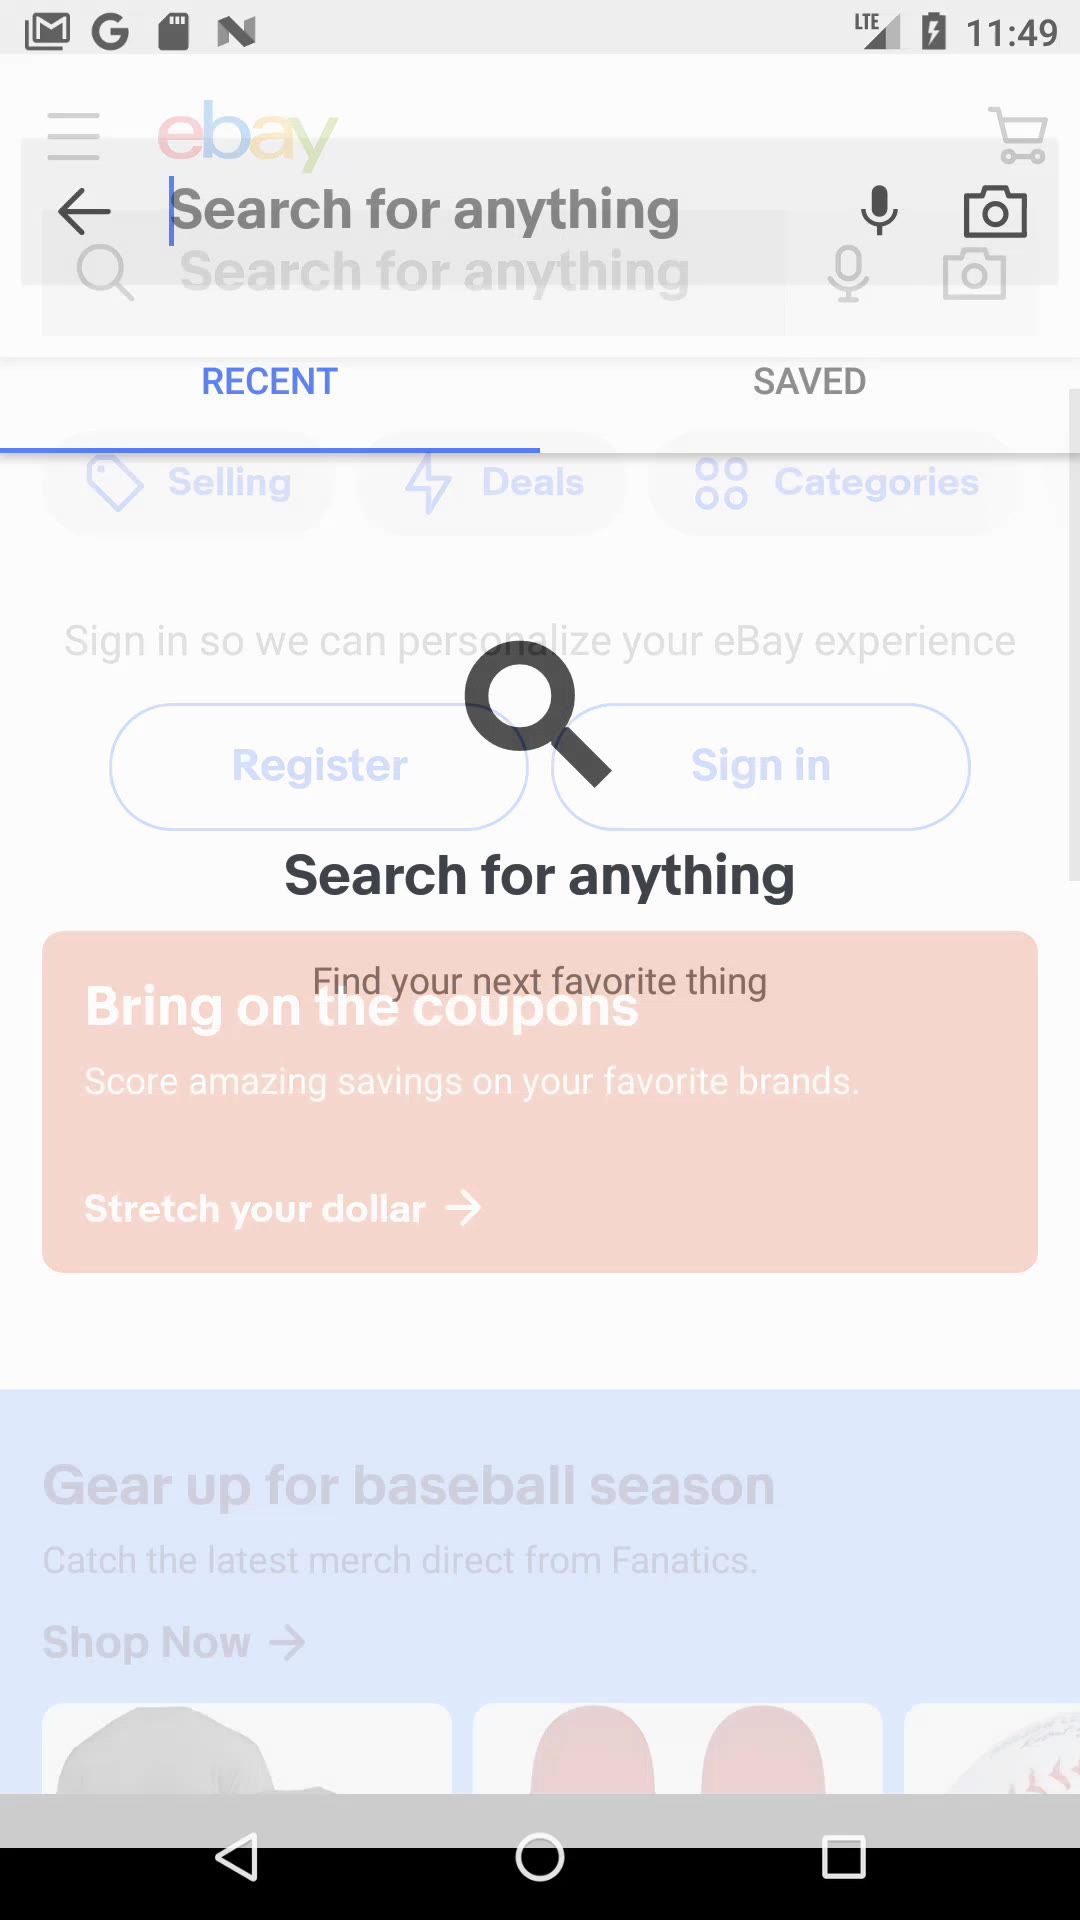 LTE
11:49
ebay
Search for anything
Search for anything
RECENT
SAVED
Selling
Deals
Categories
Sign in so we can personalize your eBay experience
Register
Sign in
Search for anything
Find your next favorite thing
Bring on the coupons
Score amazing savings on your favorite brands.
Stretch your dollar
Gear up for baseball season
Catch the latest merch direct from Fanatics.
Shop Now